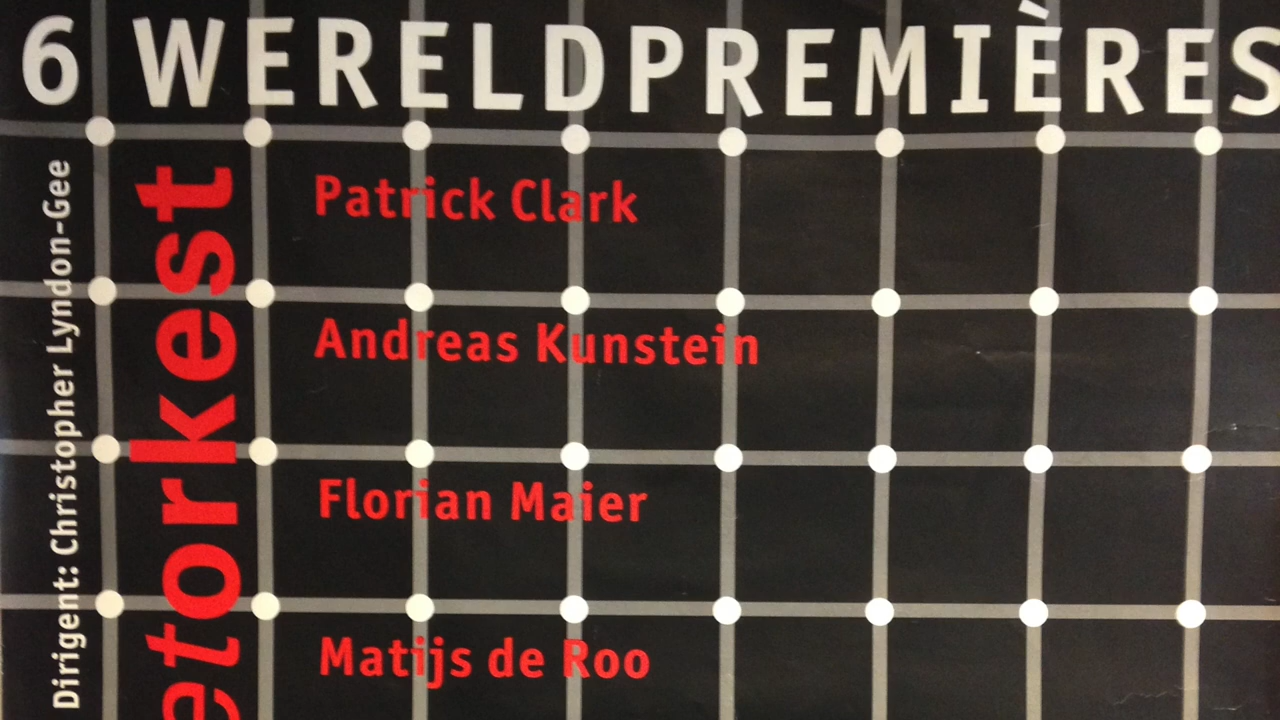 6 WERELDPREMIÈRES
Dirigent: Christopher Lyndon-Gee
etorkest
Patrick Clark
Andreas Kunstein
Florian Maier
Matijs de Roo